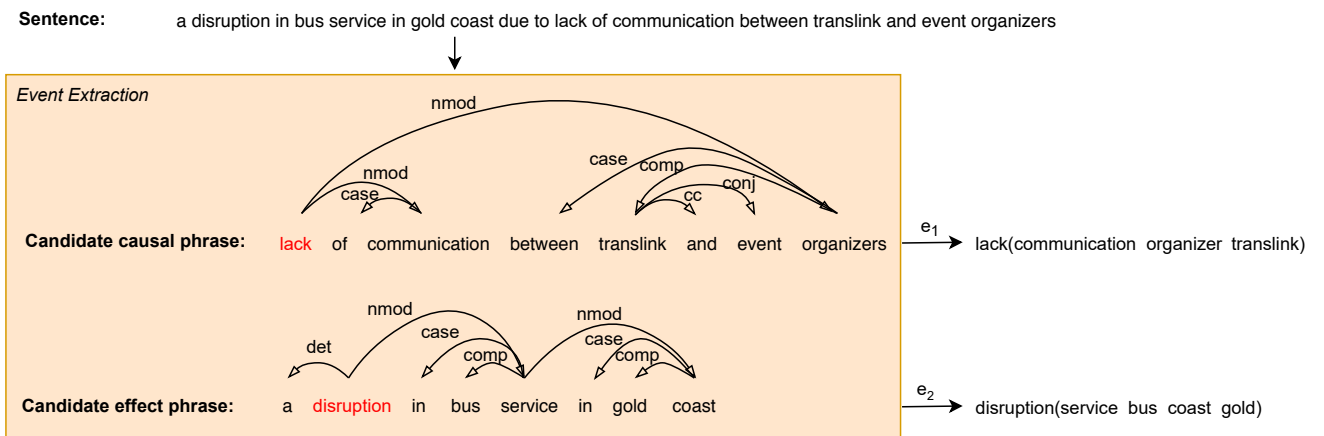 Sentence: a disruption in bus service in gold coast due to lack of communication between translink and event organizers
Event Extraction
nmod
case comp
nmod
case cc conj
Candidate causal phrase: lack of communication between translink and event organizers e1 lack(communication organizer translink)
nmod nmod
det case comp case comp
Candidate effect phrase: a disruption in bus service in gold coast e2 disruption(service bus coast gold)